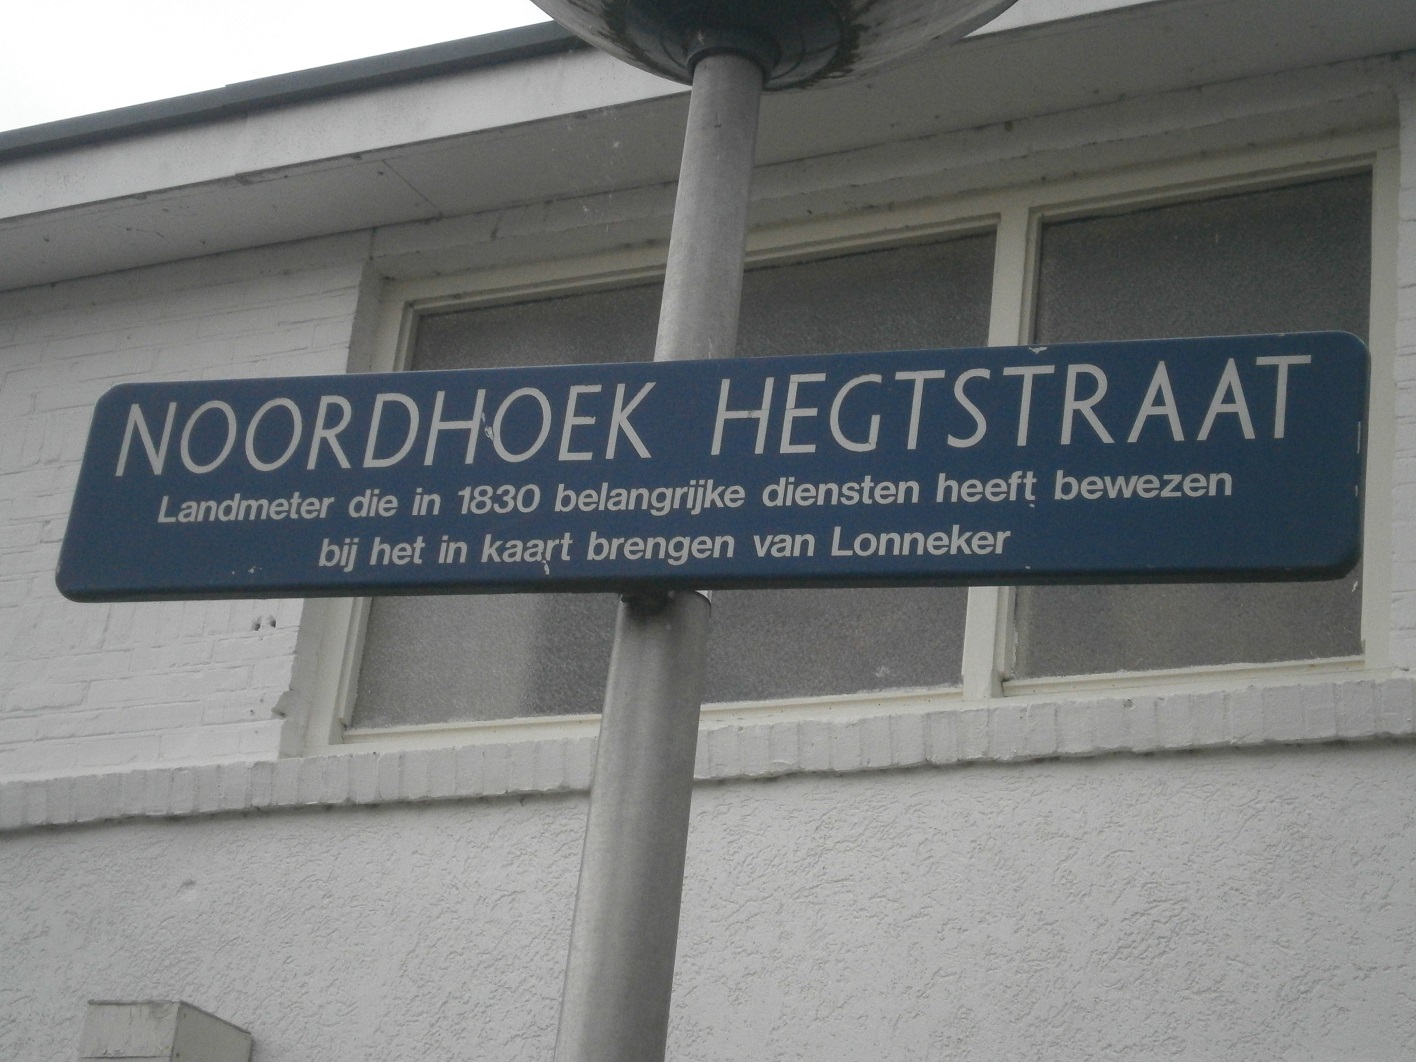 NOORDHOEK HEGTSTRAAT
Landmeter die in 1830 belangrijke diensten heeft bewezen
bij het in kaart brengen van Lonneker